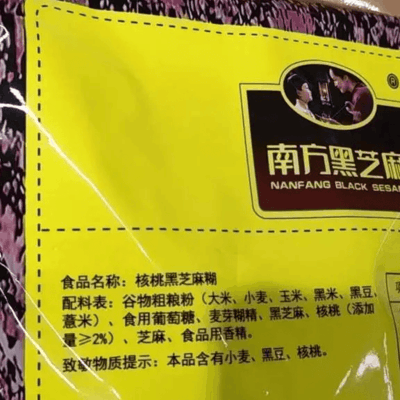 南方黑芝麻
NANFANG BLACK SESA
食品名称：核桃黑芝麻糊
配料表：谷物粗粮粉（大米、小麦、玉米、黑米、黑豆、
薏米）、食用葡萄糖、麦芽糊精、黑芝麻、核桃（添加
量≥2%）、芝麻、食品用香精。
致敏物质提示：本品含有小麦、黑豆、核桃。